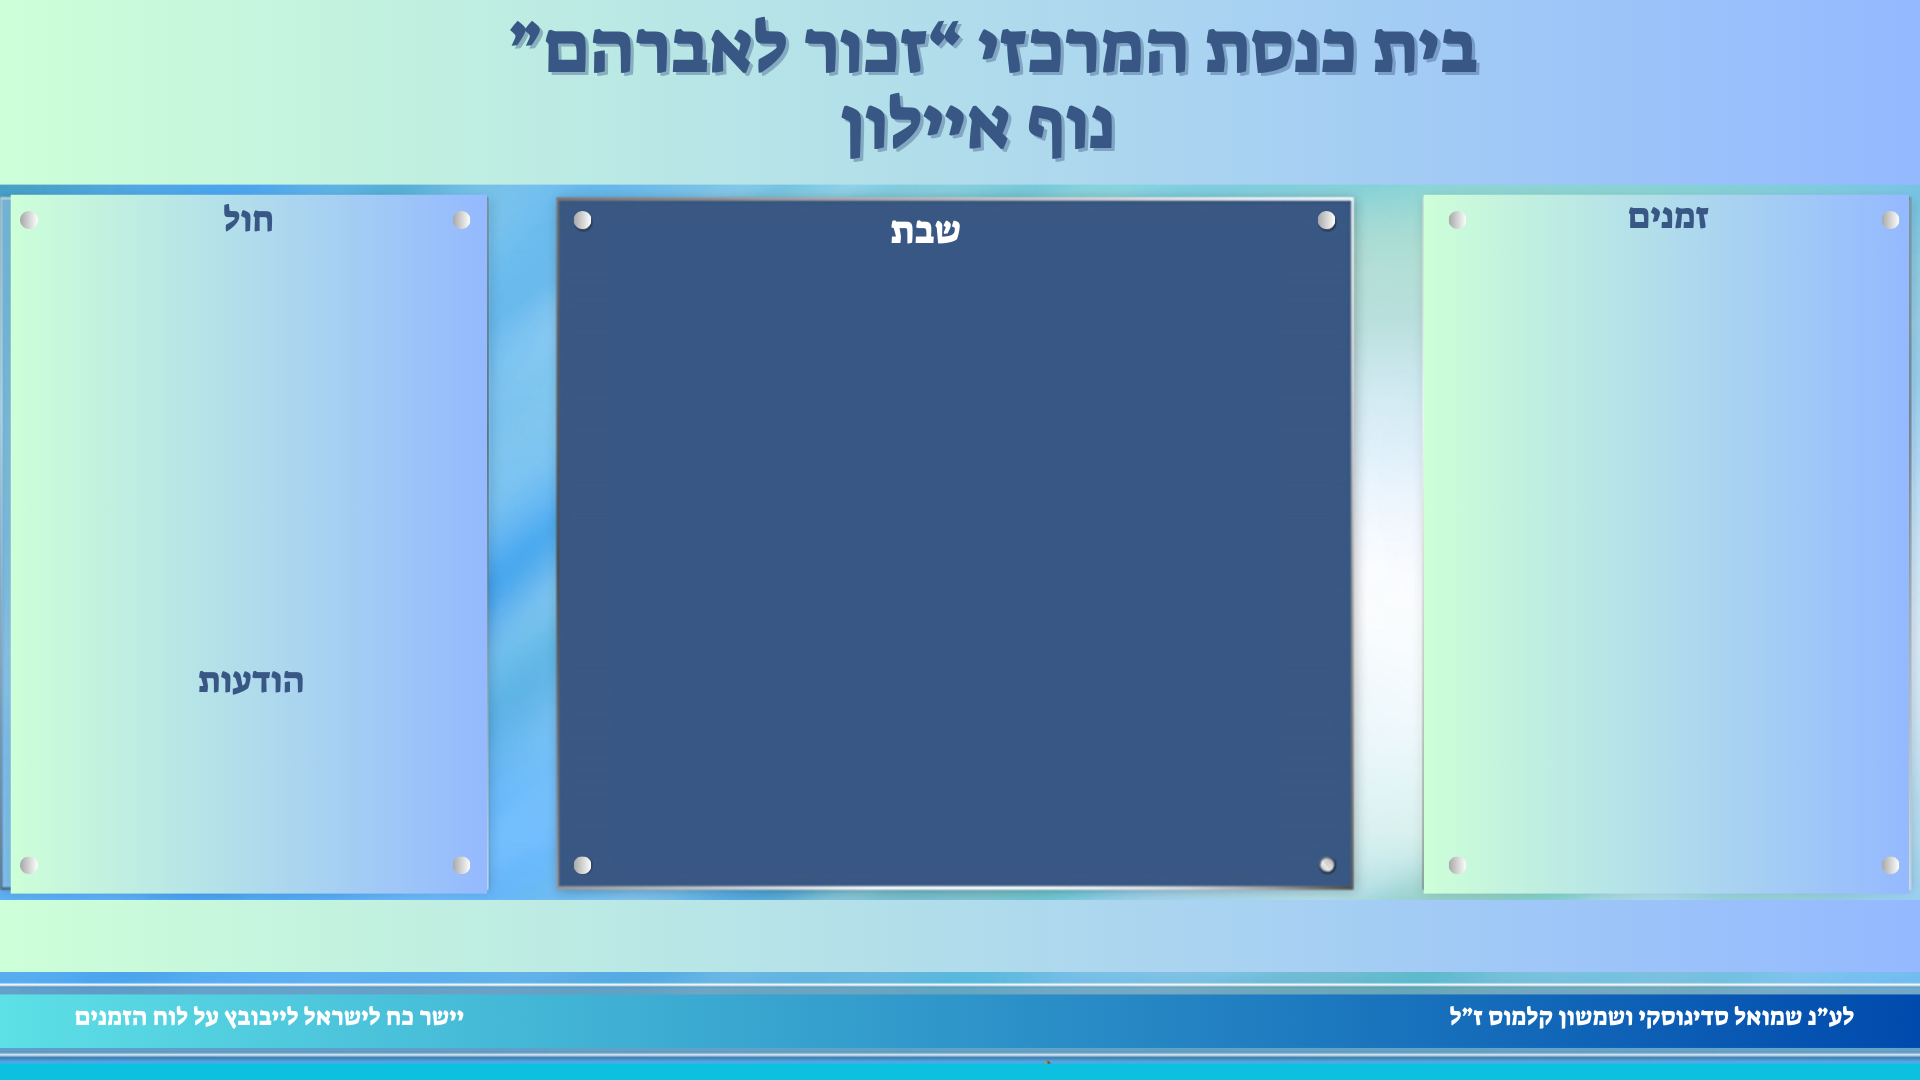 בית כנסת המרכזי “זכור לאברהם”
נוף איילון
זמנים
שבת
חול
הודעות
לע”נ שמואל סדיגוסקי ושמשון קלמוס ז”ל
יישר כח לישראל לייבובץ על לוח הזמנים